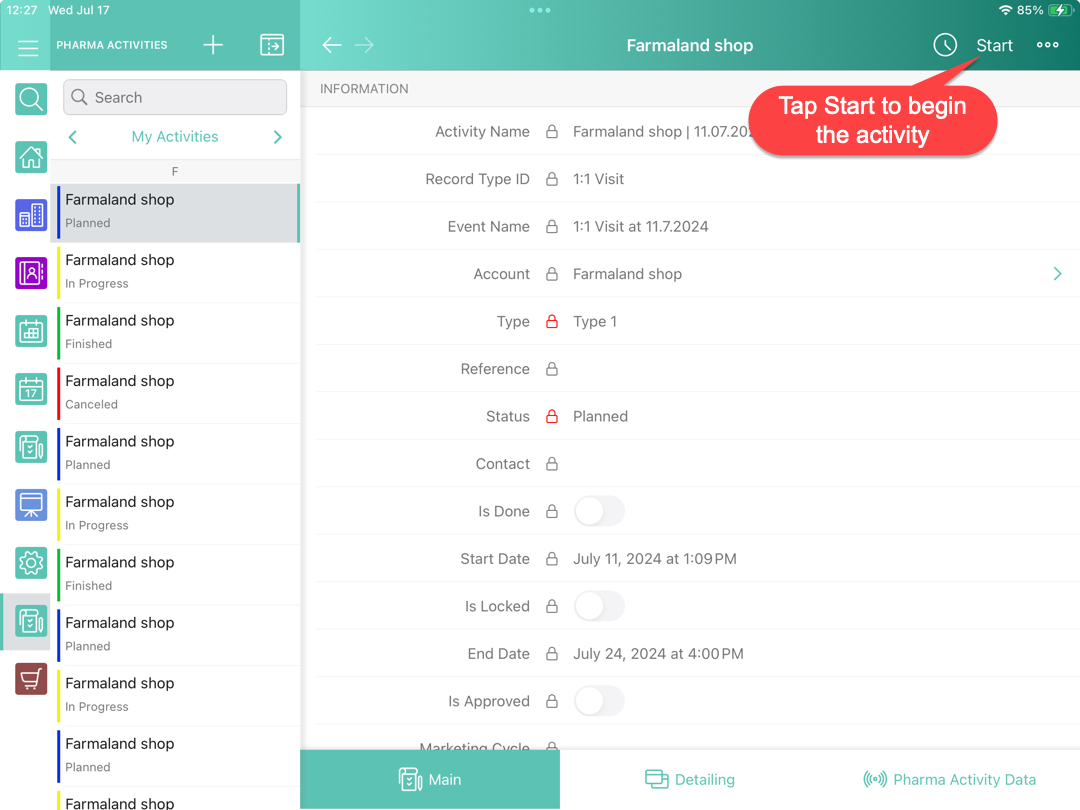 12:27 Wed Jul 17
85%
PHARMA ACTIVITIES
Farmaland shop
Start
Search
My Activities
F
Farmaland shop
Planned
Farmaland shop
In Progress
Farmaland shop
Finished
Farmaland shop
Canceled
Farmaland shop
Planned
Farmaland shop
In Progress
Farmaland shop
Finished
Farmaland shop
Planned
Farmaland shop
In Progress
Farmaland shop
Planned
Farmaland shop
17
INFORMATION
Tap Start to begin
the activity
Activity Name Farmaland shop | 11.07.202
Record Type ID 1:1 Visit
Event Name 1:1 Visit at 11.7.2024
Account Farmaland shop
Type Type 1
Reference
Status Planned
Contact
Is Done
Start Date July 11, 2024 at 1:09 PM
Is Locked
End Date July 24, 2024 at 4:00 PM
Is Approved
Marketing Cycle
Main
Detailing
Pharma Activity Data